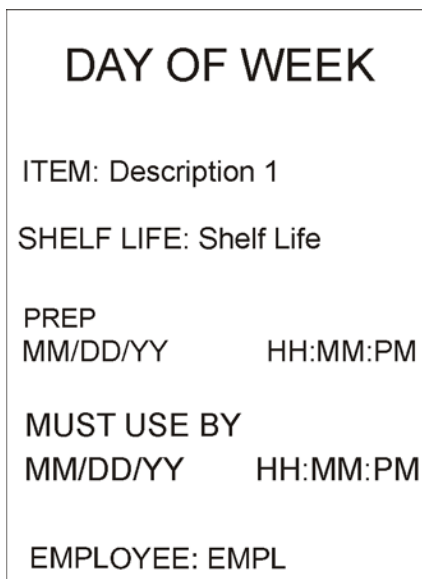 DAY OF WEEK
ITEM: Description 1
SHELF LIFE: Shelf Life
PREP
MM/DD/YY HH:MM:PM
MUST USE BY
MM/DD/YY HH:MM:PM
EMPLOYEE: EMPL